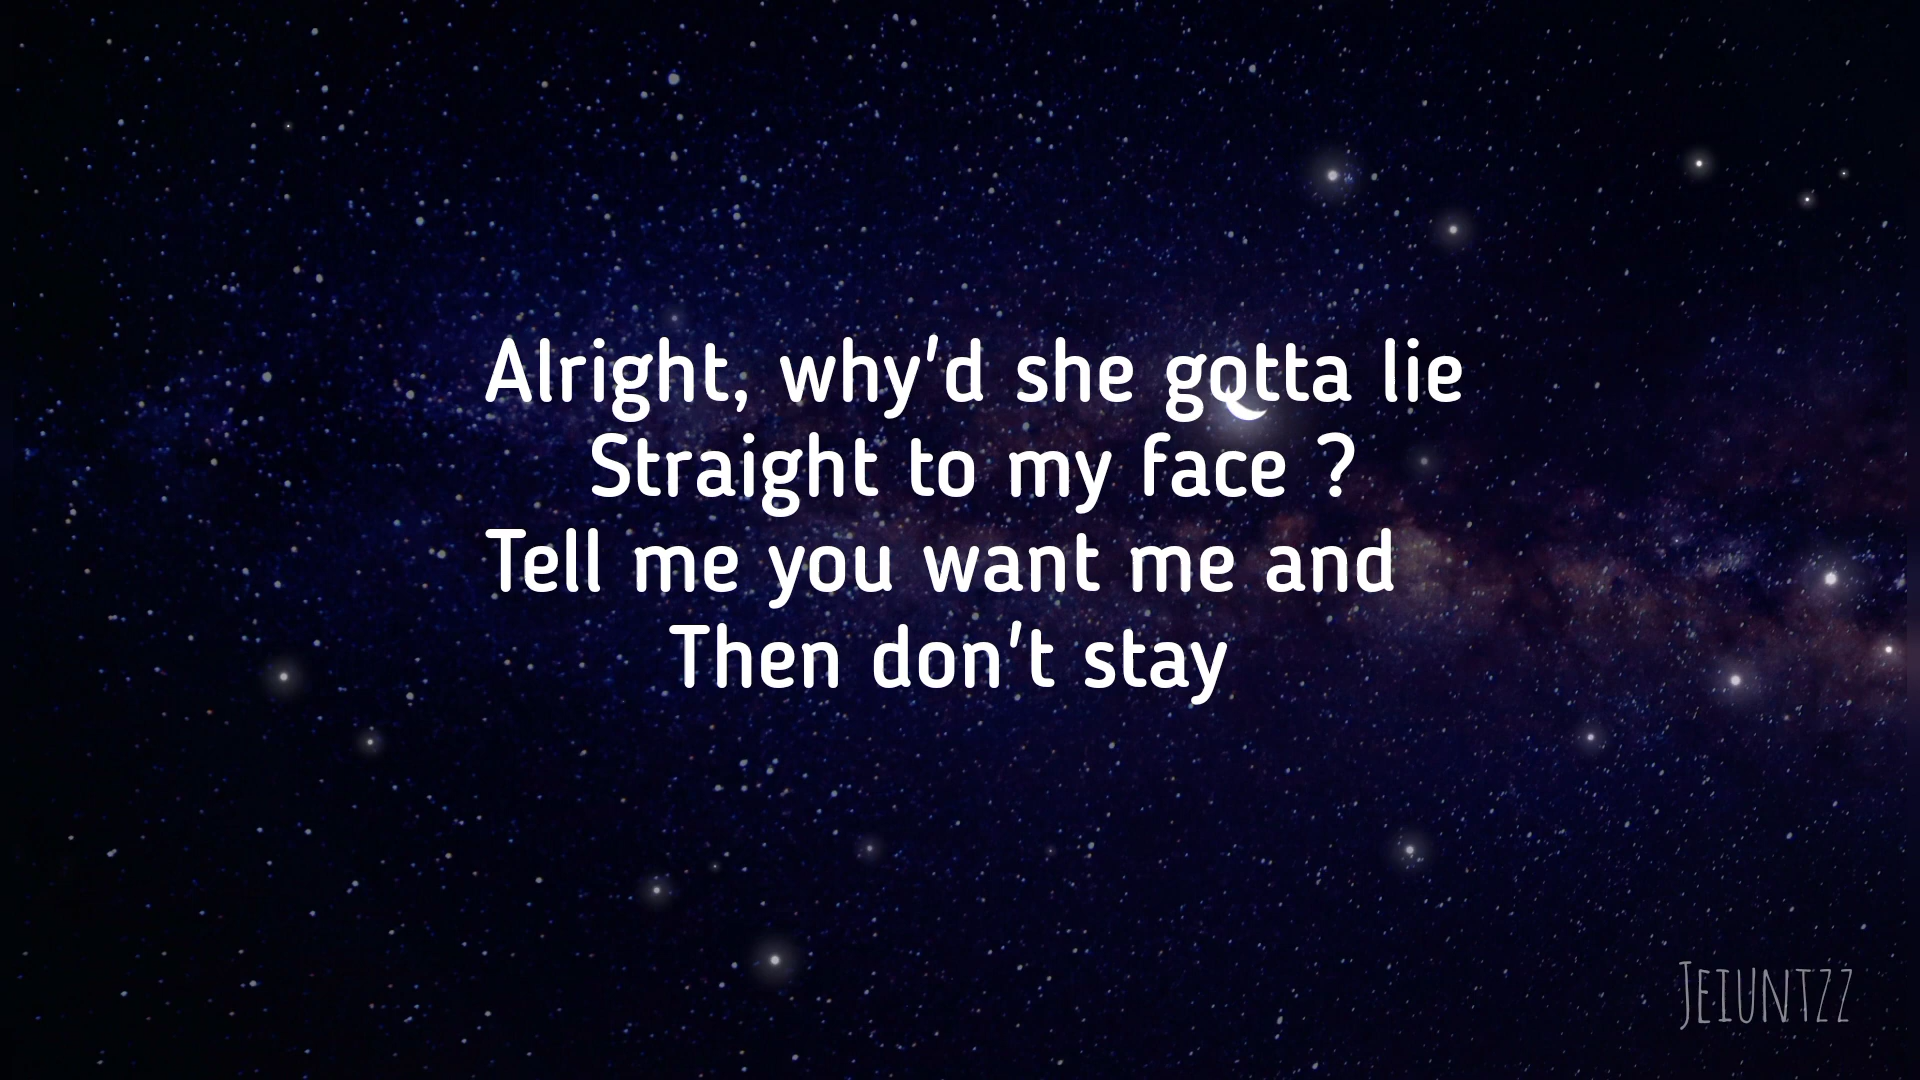 Alright, why'd she gotta lie
Straight to my face ?
Tell me you want me and
Then don't stay
Jeiuntzz